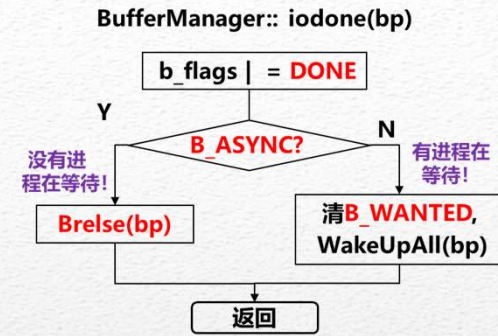 BufferManager:: iodone(bp)
b_flags | = DONE
Y
B_ASYNC?
N
没有进
程在等待!
有进程在
等待!
Brelse(bp)
清B_WANTED,
WakeUpAll(bp)
返回